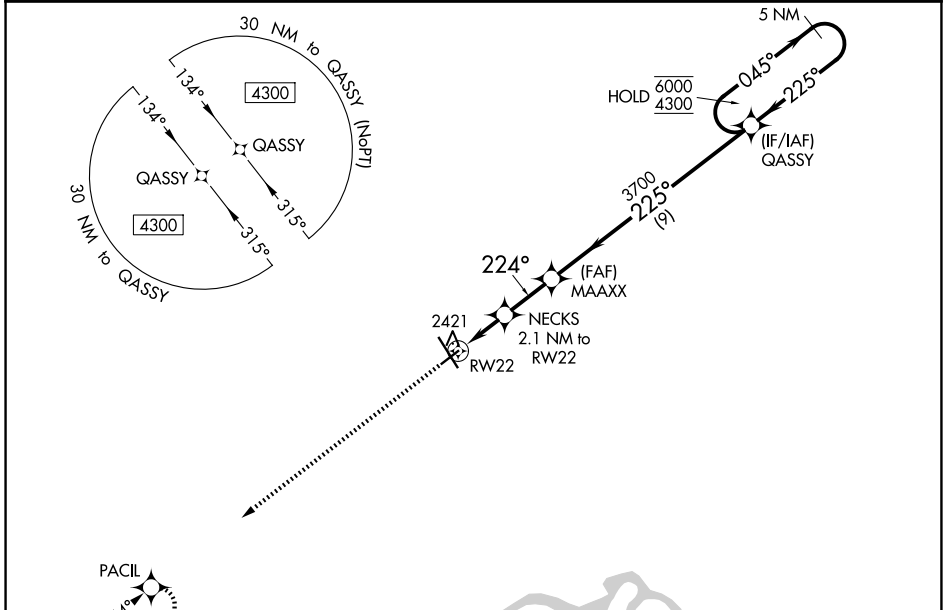 30 NM to QASSY (NoPT)
134°
4300
QASSY
315°
134°
QASSY
4300
315°
30 NM to QASSY
5 NM
045°
225°
HOLD 6000
4300
(IF/IAF)
QASSY
3700
225°
(9)
224°
(FAF)
MAAXX
NECKS
2.1 NM to
RW22
2421
RW22
PACIL